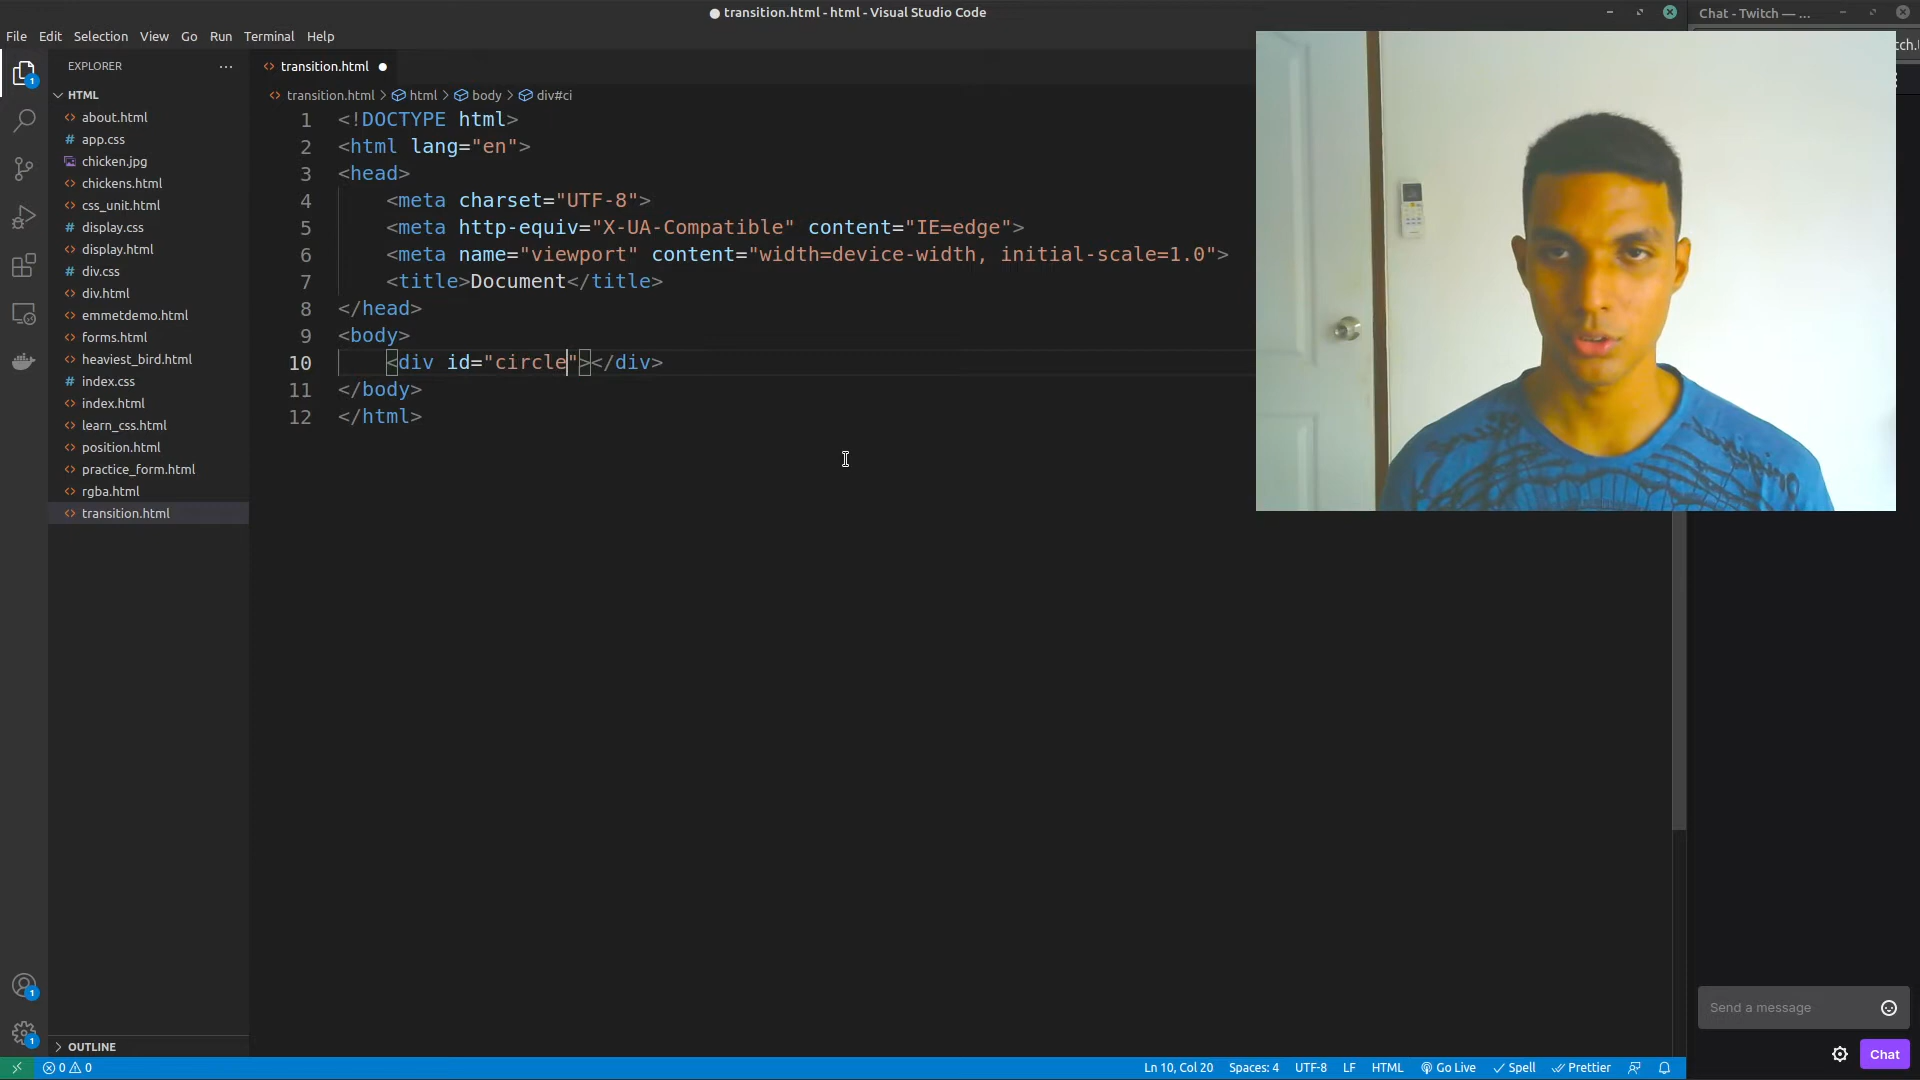 transition.html - html - Visual Studio Code
Chat - Twitch — ...
File Edit Selection View Go Run Terminal Help
EXPLORER
transition.html
HTML
transition.html > html > body > div#ci
about.html
app.css
chicken.jpg
chickens.html
css_unit.html
display.css
display.html
div.css
div.html
emmetdemo.html
forms.html
heaviest_bird.html
index.css
index.html
learn_css.html
position.html
practice_form.html
rgba.html
transition.html
1 <!DOCTYPE html>
2 <html lang="en">
3 <head>
4 <meta charset="UTF-8">
5 <meta http-equiv="X-UA-Compatible" content="IE=edge">
6 <meta name="viewport" content="width=device-width, initial-scale=1.0">
7 <title>Document</title>
8 </head>
9 <body>
10 <div id="circle"></div>
11 </body>
12 </html>
tch.
1
1
1
OUTLINE
Send a message
Chat
0 0
Ln 10, Col 20 Spaces: 4 UTF-8 LF HTML Go Live Spell Prettier